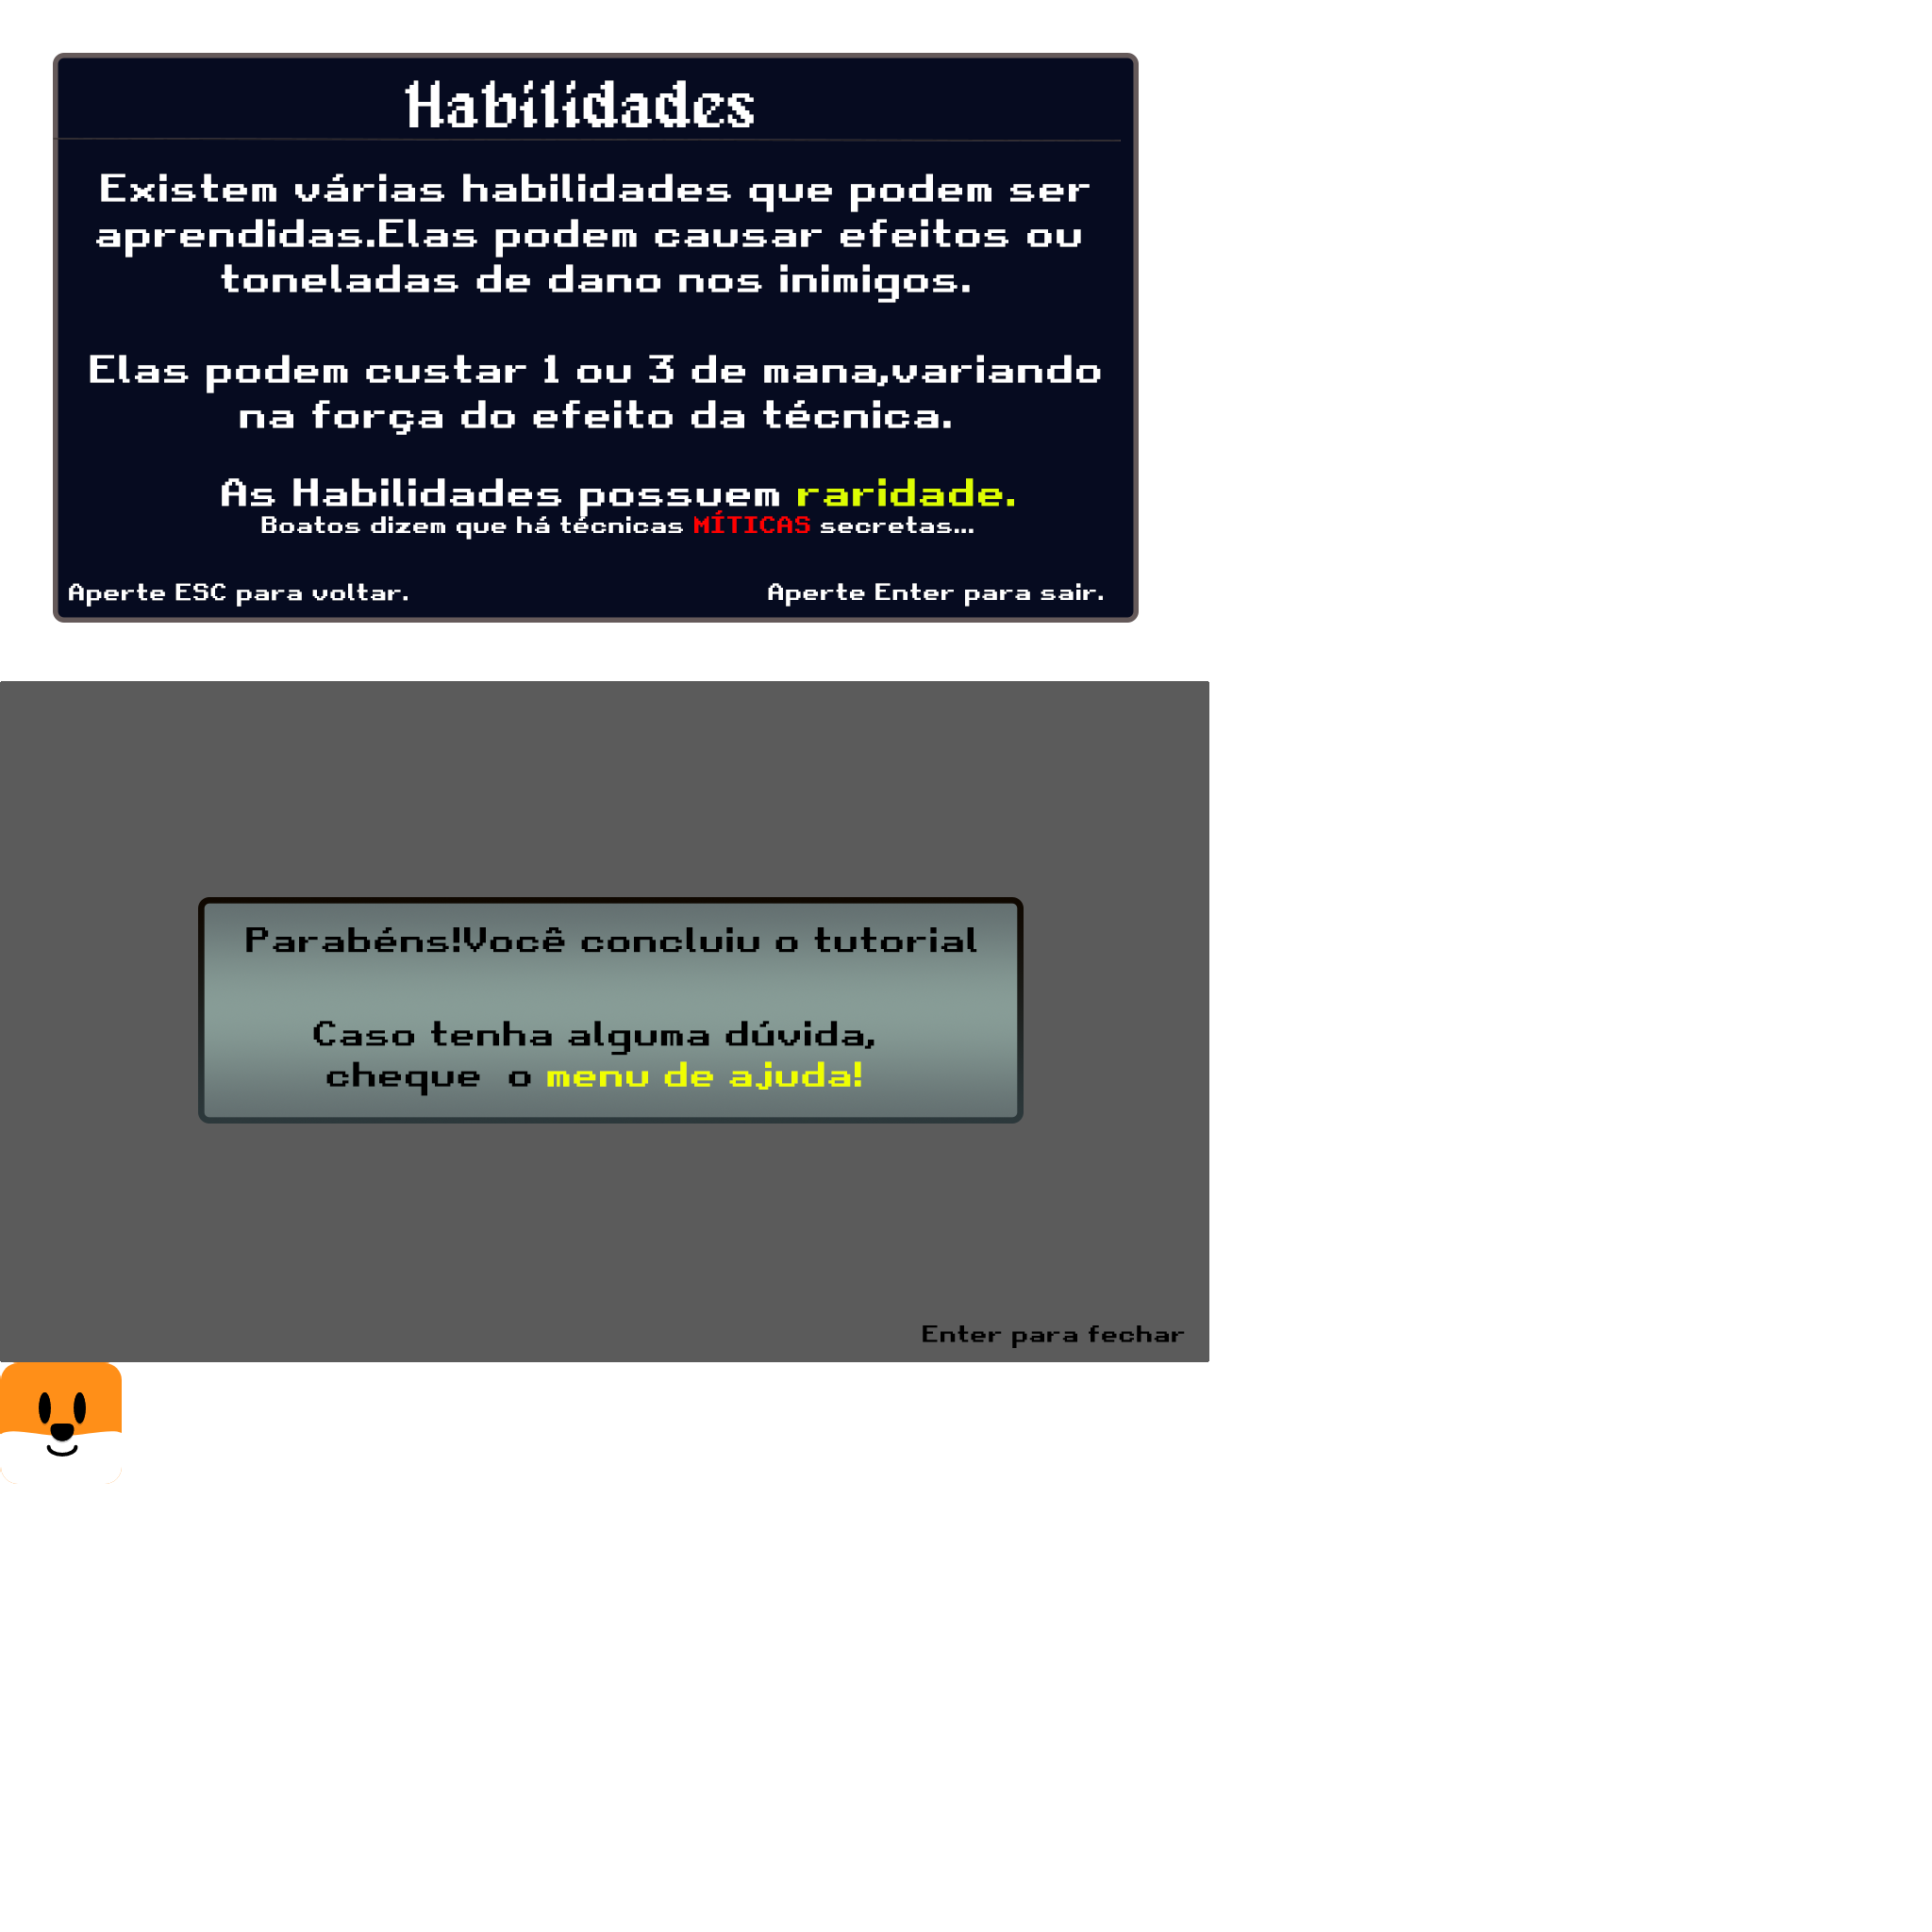 Habilidades
Existem várias habilidades que podem ser
aprendidas.Elas podem causar efeitos ou
toneladas de dano nos inimigos.
Elas podem custar 1 ou 3 de mana,variando
na força do efeito da técnica.
As Habilidades possuem raridade.
Boatos dizem que há técnicas MÍTICAS secretas...
Aperte ESC para voltar.
Aperte Enter para sair.
Parabéns!Você concluiu o tutorial
Caso tenha alguma dúvida,
cheque  o menu de ajuda!
Enter para fechar